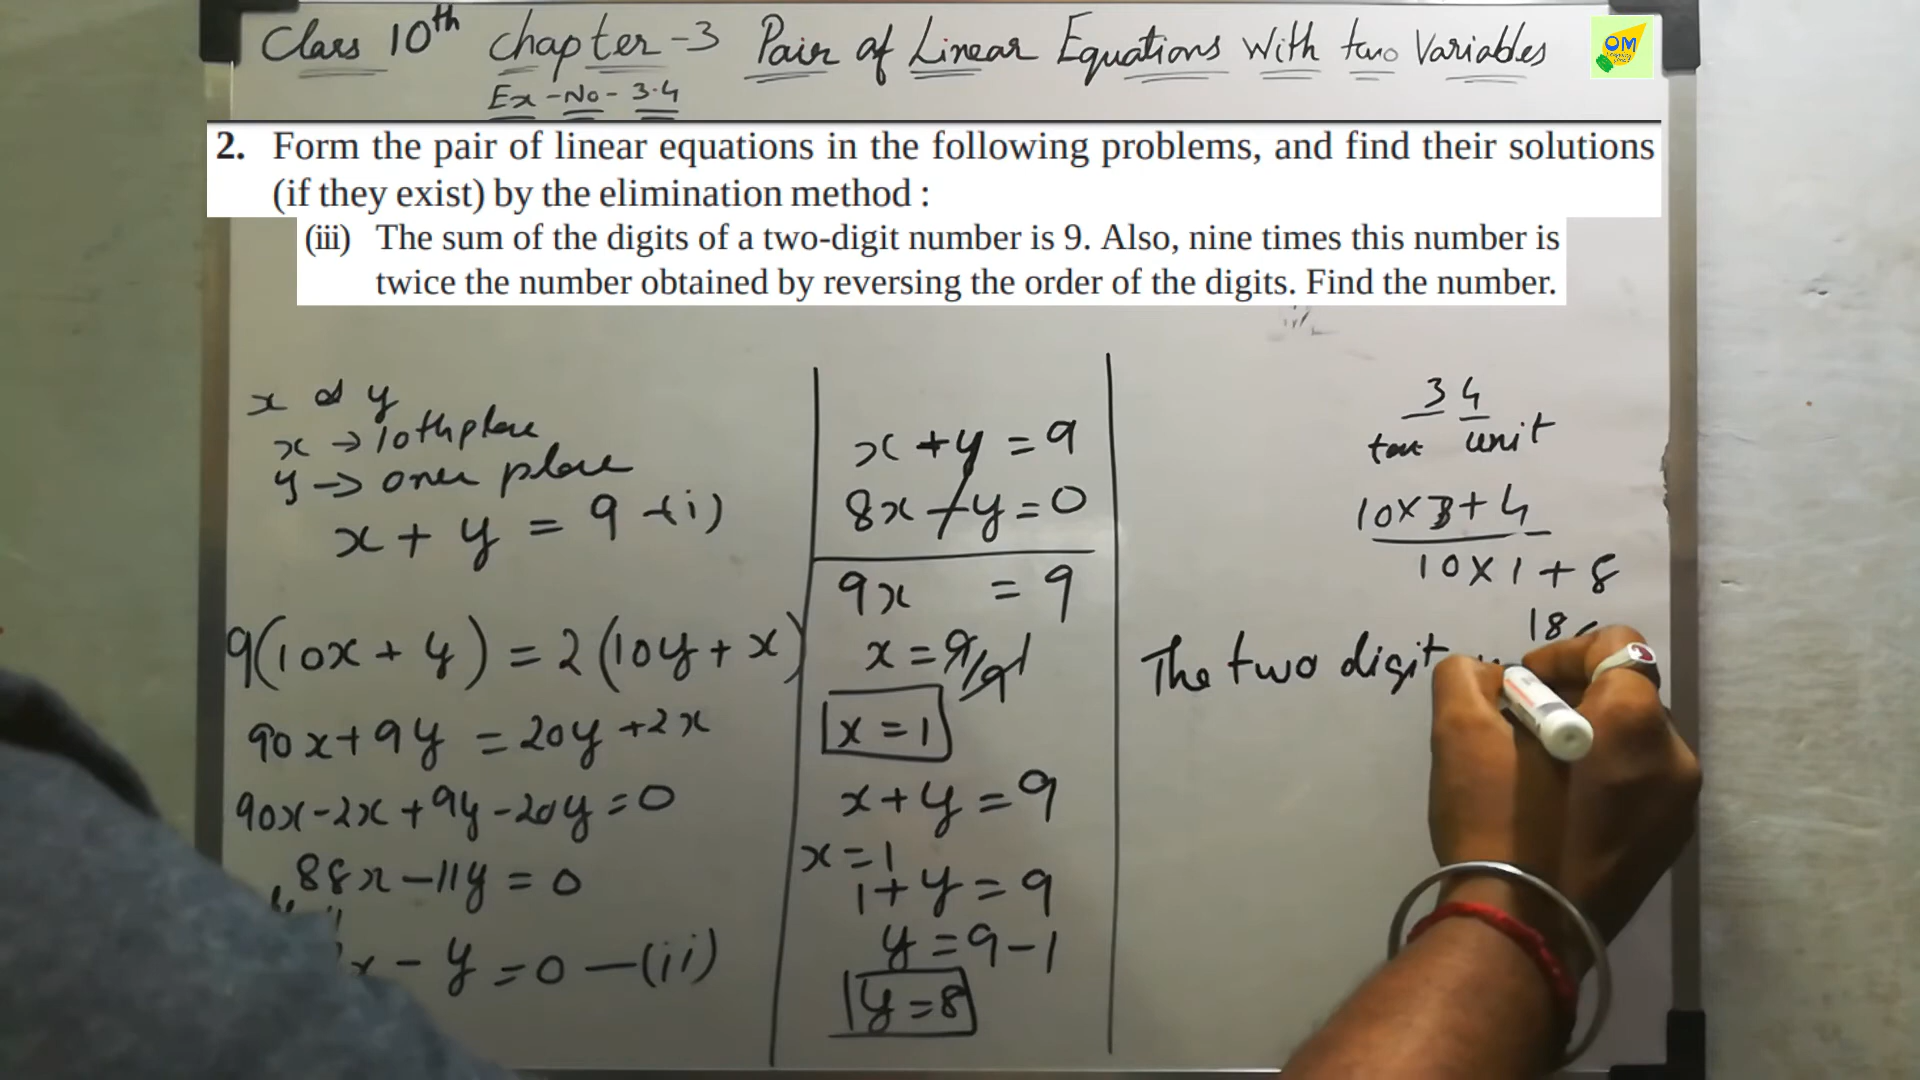 Class 10th Chapter-3 Pair of Linear Equations With two Variables
Ex-No-3.4
OM
2. Form the pair of linear equations in the following problems, and find their solutions
(if they exist) by the elimination method :
(iii) The sum of the digits of a two-digit number is 9. Also, nine times this number is
twice the number obtained by reversing the order of the digits. Find the number.
x & y
x → 10th place
y → ones place
x + y = 9 -(i)
9(10x + y) = 2(10y + x)
90x + 9y = 20y + 2x
90x - 2x + 9y - 20y = 0
88x - 11y = 0
x - y = 0 -(ii)
x + y = 9
8x - y = 0
9x = 9
x = 9/9 1
x = 1
x + y = 9
x = 1
1 + y = 9
y = 9 - 1
y = 8
3 4
ten unit
10 x 3 + 4
10 x 1 + 8
18
The two digit